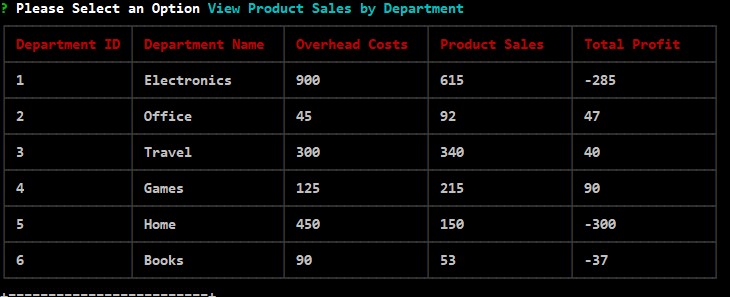 ? Please Select an Option View Product Sales by Department
Department ID Department Name Overhead Costs Product Sales Total Profit
1 Electronics 900 615 -285
2 Office 45 92 47
3 Travel 300 340 40
4 Games 125 215 90
5 Home 450 150 -300
6 Books 90 53 -37